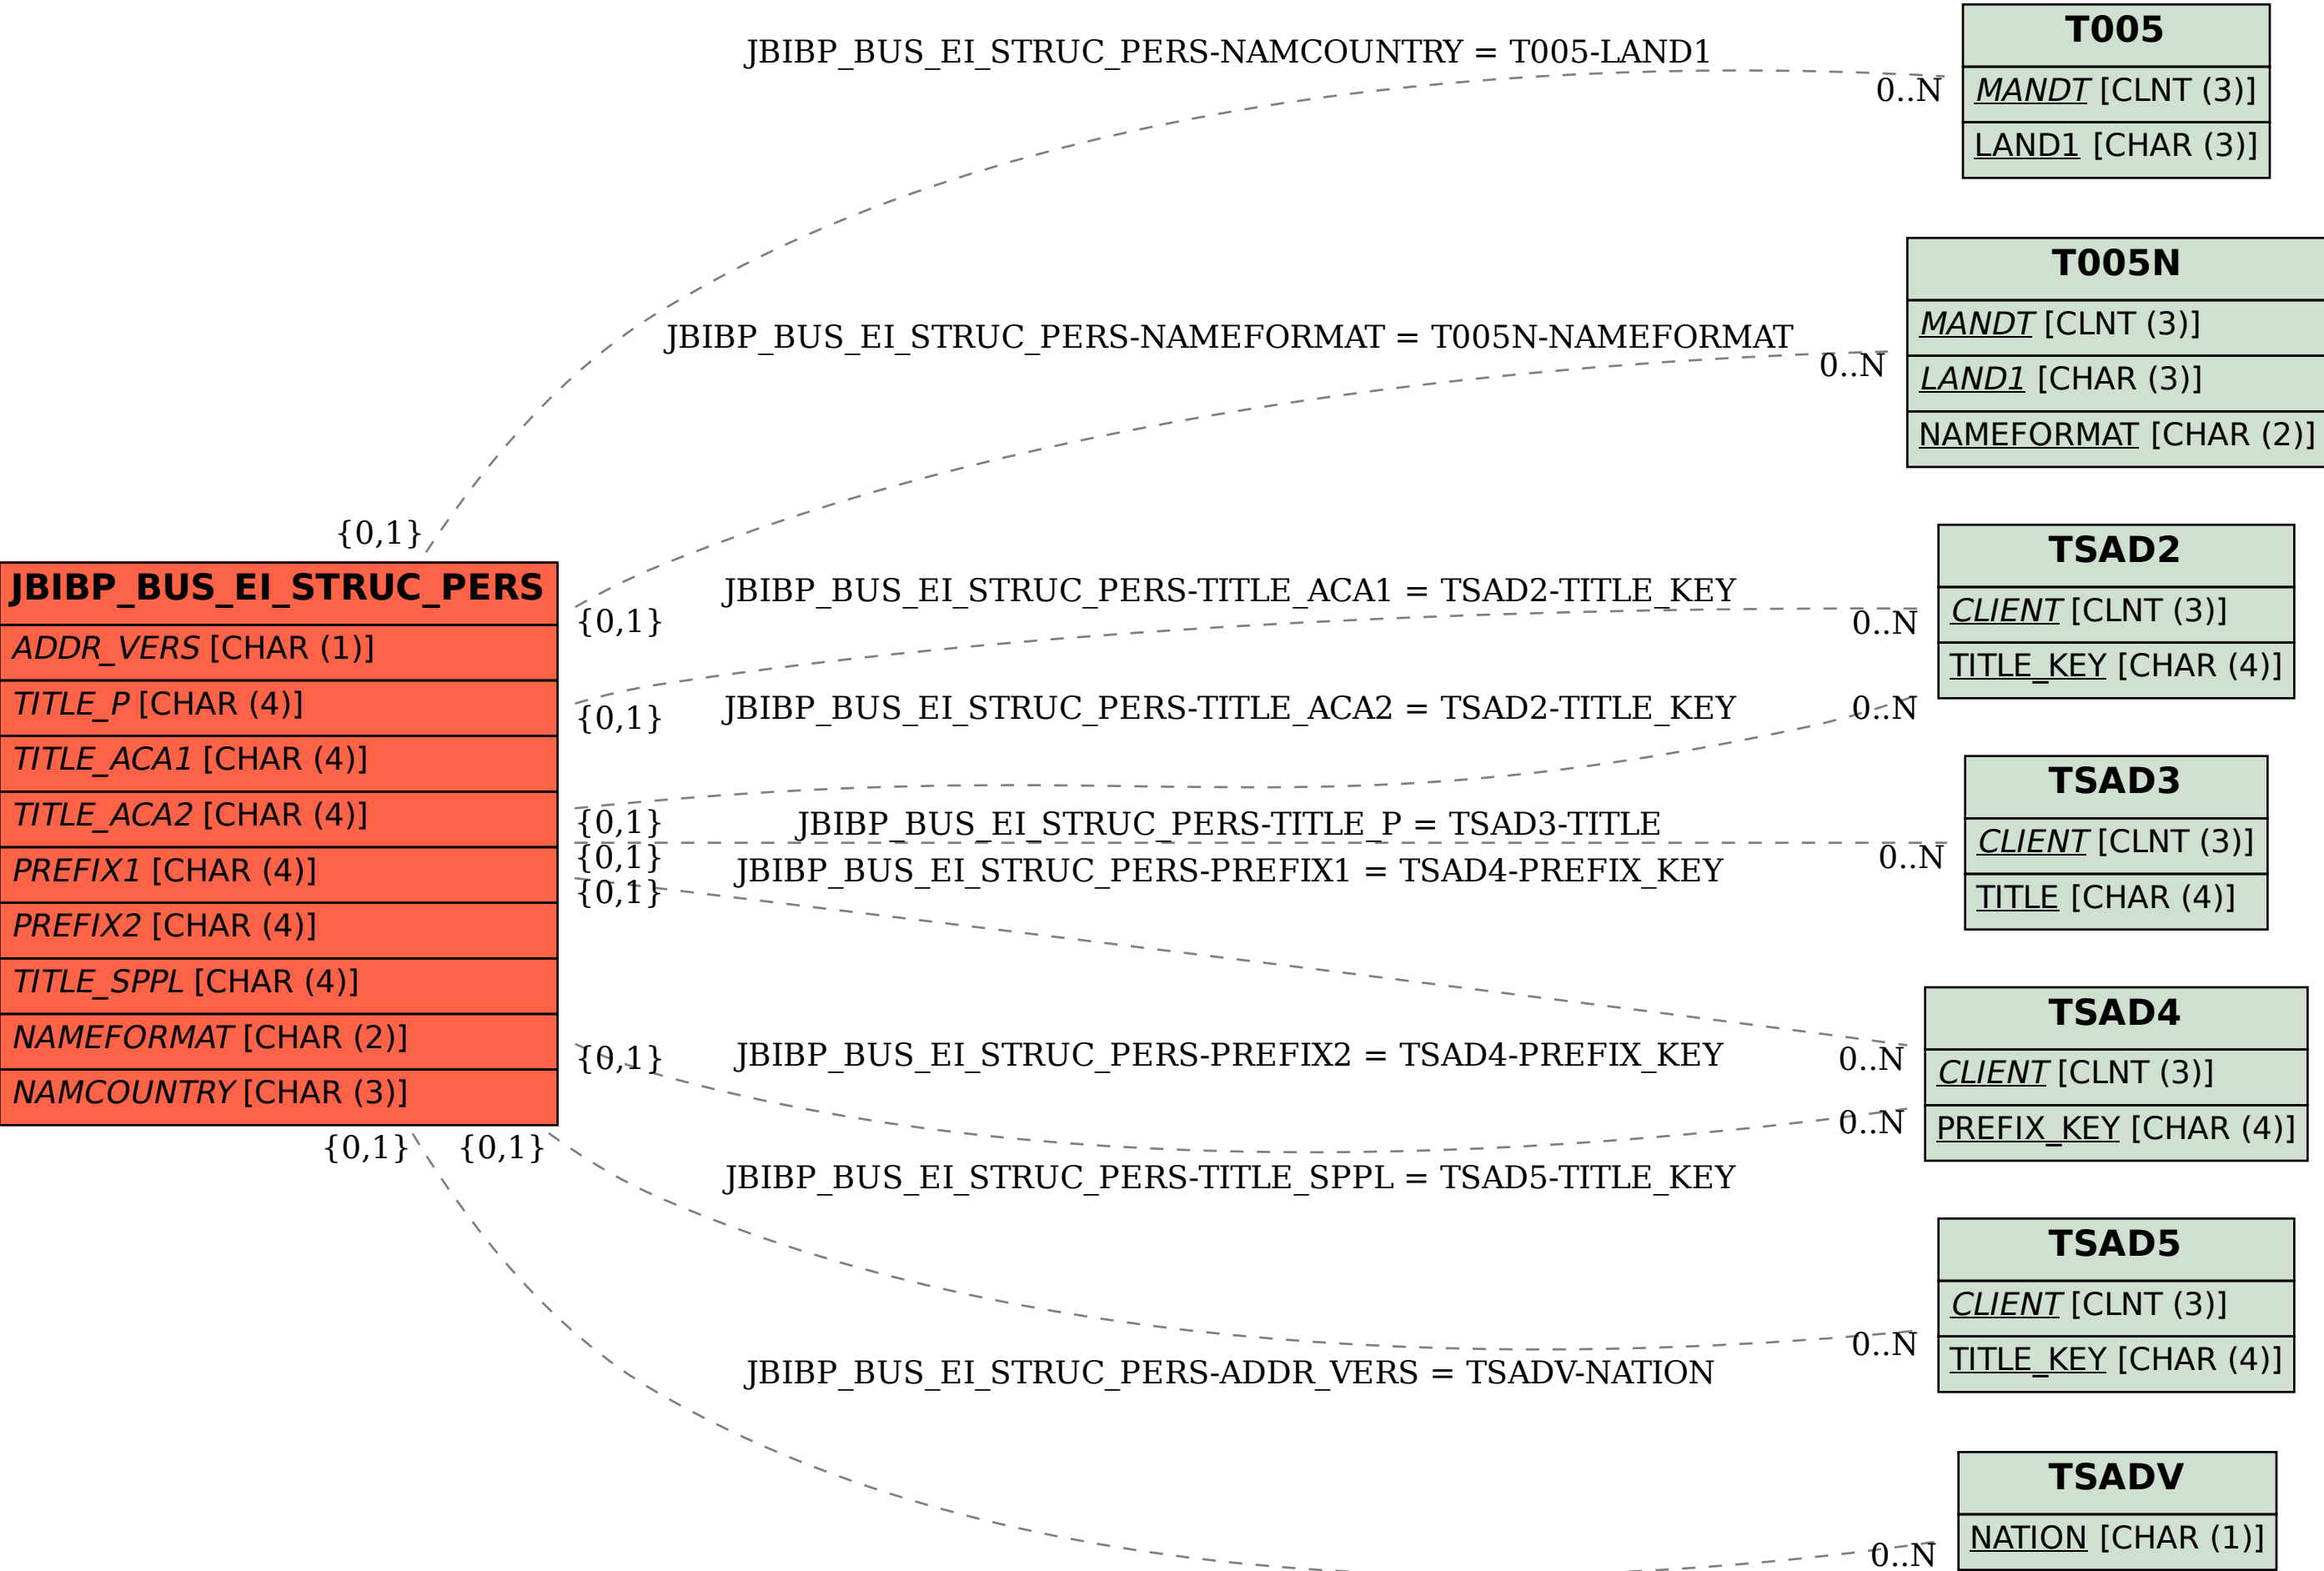 JBIBP_BUS_EI_STRUC_PERS
ADDR_VERS [CHAR (1)]
TITLE_P [CHAR (4)]
TITLE_ACA1 [CHAR (4)]
TITLE_ACA2 [CHAR (4)]
PREFIX1 [CHAR (4)]
PREFIX2 [CHAR (4)]
TITLE_SPPL [CHAR (4)]
NAMEFORMAT [CHAR (2)]
NAMCOUNTRY [CHAR (3)]
JBIBP_BUS_EI_STRUC_PERS-NAMCOUNTRY = T005-LAND1
{0,1}
0..N
JBIBP_BUS_EI_STRUC_PERS-NAMEFORMAT = T005N-NAMEFORMAT
{0,1}
0..N
JBIBP_BUS_EI_STRUC_PERS-TITLE_ACA1 = TSAD2-TITLE_KEY
{0,1}
0..N
JBIBP_BUS_EI_STRUC_PERS-TITLE_ACA2 = TSAD2-TITLE_KEY
{0,1}
0..N
JBIBP_BUS_EI_STRUC_PERS-TITLE_P = TSAD3-TITLE
{0,1}
0..N
JBIBP_BUS_EI_STRUC_PERS-PREFIX1 = TSAD4-PREFIX_KEY
{0,1}
0..N
JBIBP_BUS_EI_STRUC_PERS-PREFIX2 = TSAD4-PREFIX_KEY
{0,1}
0..N
JBIBP_BUS_EI_STRUC_PERS-TITLE_SPPL = TSAD5-TITLE_KEY
{0,1}
0..N
JBIBP_BUS_EI_STRUC_PERS-ADDR_VERS = TSADV-NATION
{0,1}
0..N
T005
MANDT [CLNT (3)]
LAND1 [CHAR (3)]
T005N
MANDT [CLNT (3)]
LAND1 [CHAR (3)]
NAMEFORMAT [CHAR (2)]
TSAD2
CLIENT [CLNT (3)]
TITLE_KEY [CHAR (4)]
TSAD3
CLIENT [CLNT (3)]
TITLE [CHAR (4)]
TSAD4
CLIENT [CLNT (3)]
PREFIX_KEY [CHAR (4)]
TSAD5
CLIENT [CLNT (3)]
TITLE_KEY [CHAR (4)]
TSADV
NATION [CHAR (1)]